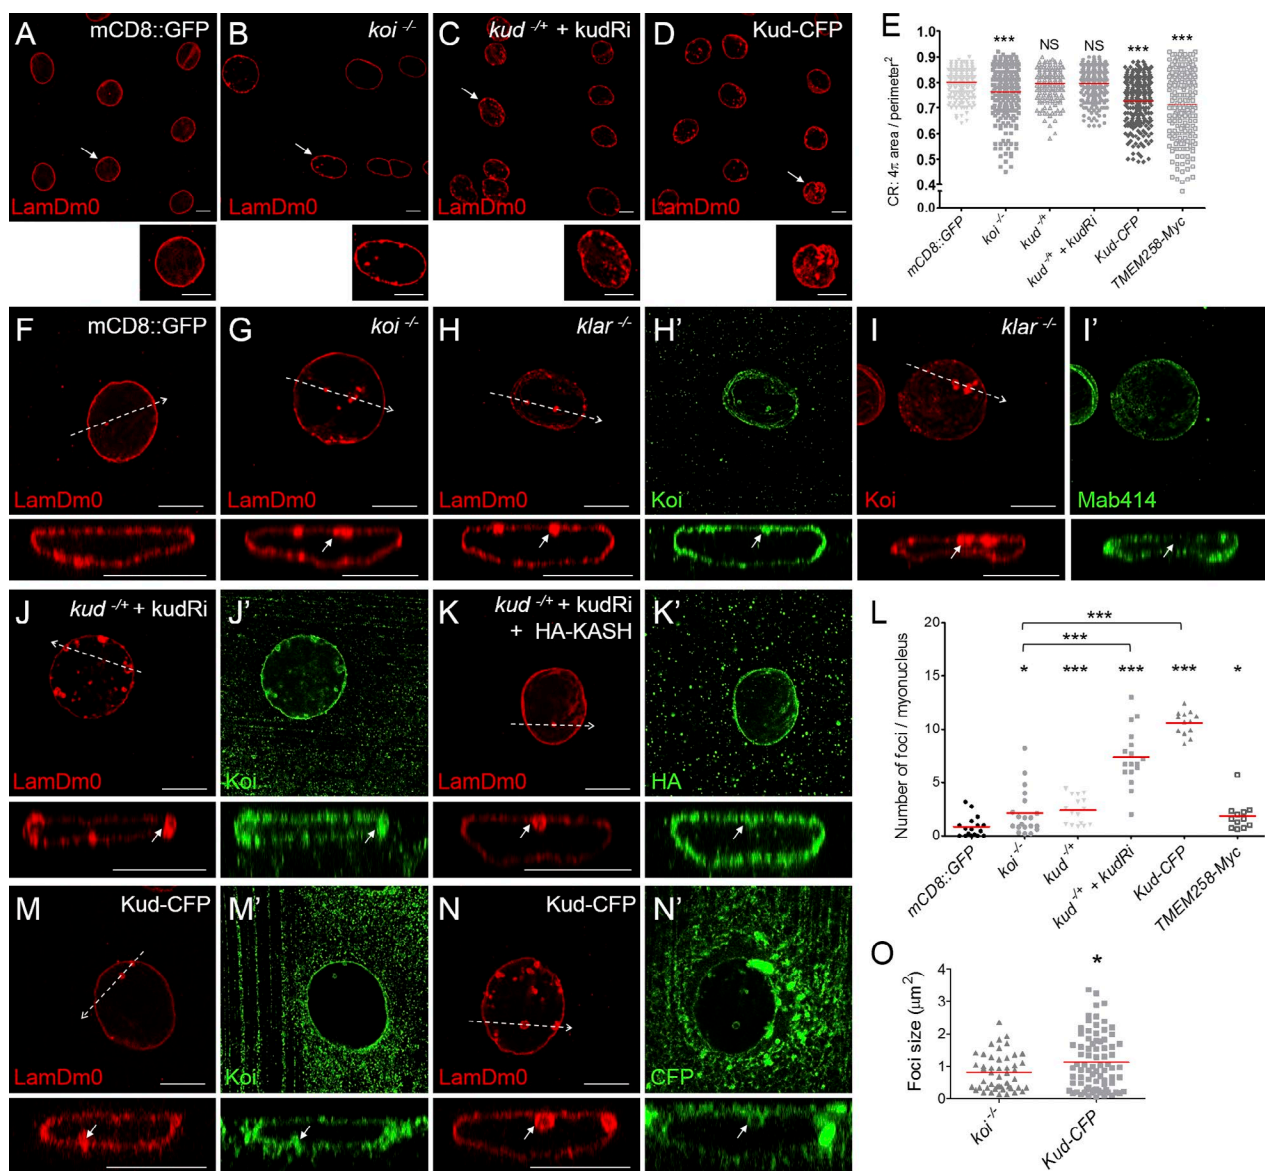 A
mCD8::GFP
LamDm0
B
koi -/-
LamDm0
C
kud -/+ + kudRi
LamDm0
D
Kud-CFP
LamDm0
E
CR: 4π area / perimeter2
1.0
0.9
0.8
0.7
0.6
0.5
0.4
0.0
***
NS
NS
***
***
mCD8::GFP
koi -/-
kud -/+
kud -/+ + kudRi
Kud-CFP
TMEM258-Myc
F
mCD8::GFP
LamDm0
G
koi -/-
LamDm0
H
klar -/-
LamDm0
H'
Koi
I
klar -/-
Koi
I'
Mab414
J
kud -/+ + kudRi
LamDm0
J'
Koi
K
kud -/+ + kudRi
+ HA-KASH
LamDm0
K'
HA
L
Number of foci / myonucleus
20
15
10
5
0
***
***
*
***
***
***
*
mCD8::GFP
koi -/-
kud -/+
kud -/+ + kudRi
Kud-CFP
TMEM258-Myc
M
Kud-CFP
LamDm0
M'
Koi
N
Kud-CFP
LamDm0
N'
CFP
O
Foci size (μm2)
4
3
2
1
0
*
koi -/-
Kud-CFP